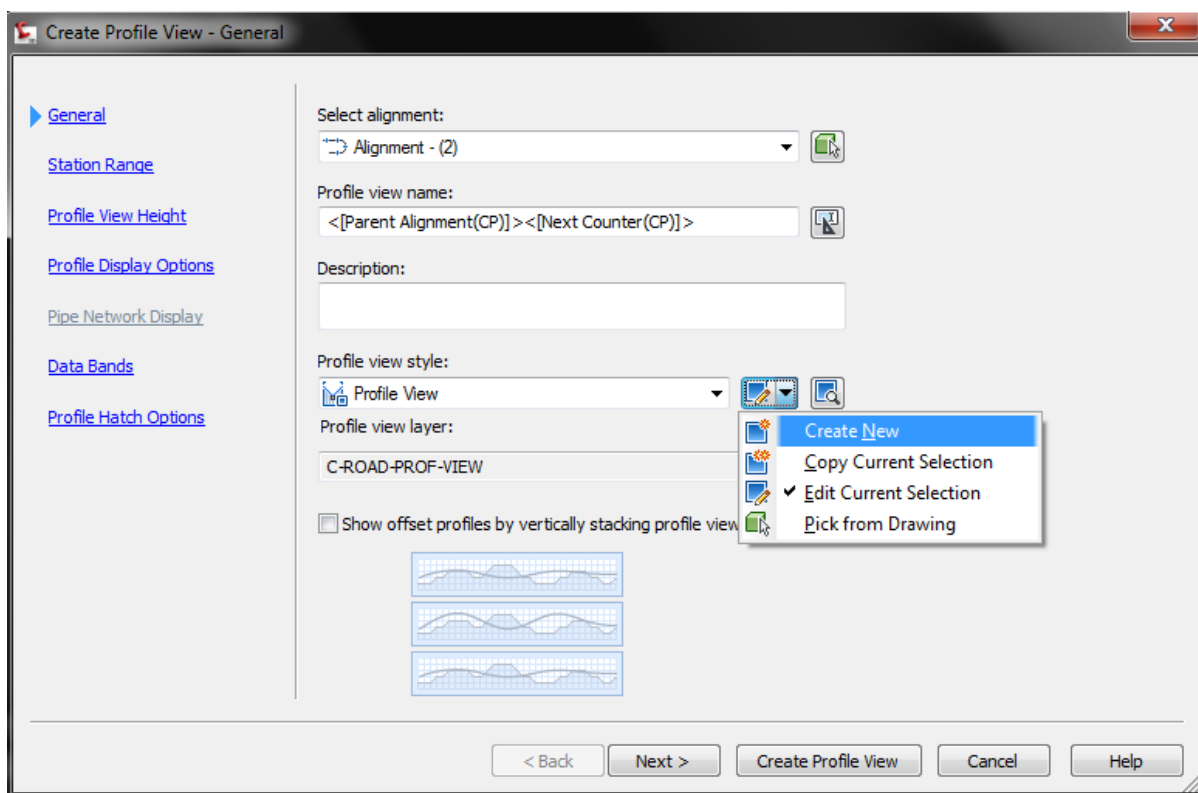 Create Profile View - General
General
Station Range
Profile View Height
Profile Display Options
Pipe Network Display
Data Bands
Profile Hatch Options
Select alignment:
Alignment - (2)
Profile view name:
<[Parent Alignment(CP)]><[Next Counter(CP)]>
Description:
Profile view style:
Profile View
Profile view layer:
C-ROAD-PROF-VIEW
Create New
Copy Current Selection
Edit Current Selection
Pick from Drawing
Show offset profiles by vertically stacking profile view
< Back
Next >
Create Profile View
Cancel
Help